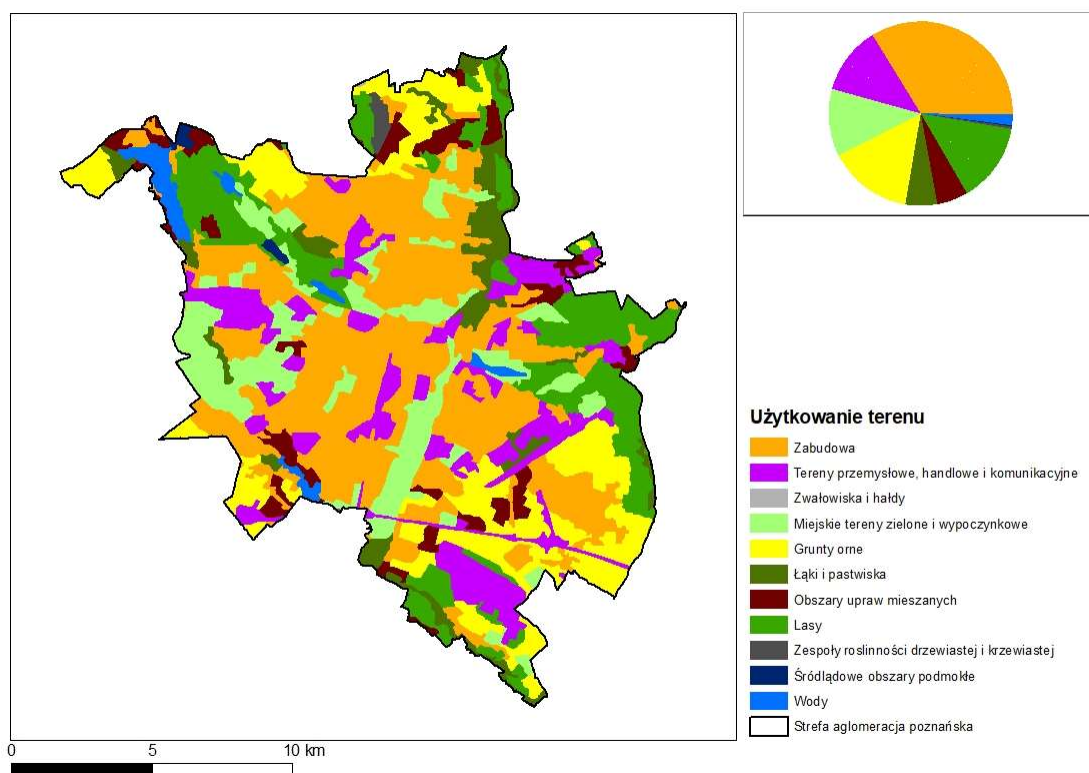 Użytkowanie terenu
Zabudowa
Tereny przemysłowe, handlowe i komunikacyjne
Zwałowiska i hałdy
Miejskie tereny zielone i wypoczynkowe
Grunty orne
Łąki i pastwiska
Obszary upraw mieszanych
Lasy
Zespoły roslinności drzewiastej i krzewiastej
Śródlądowe obszary podmokłe
Wody
Strefa aglomeracja poznańska
0 5 10 km